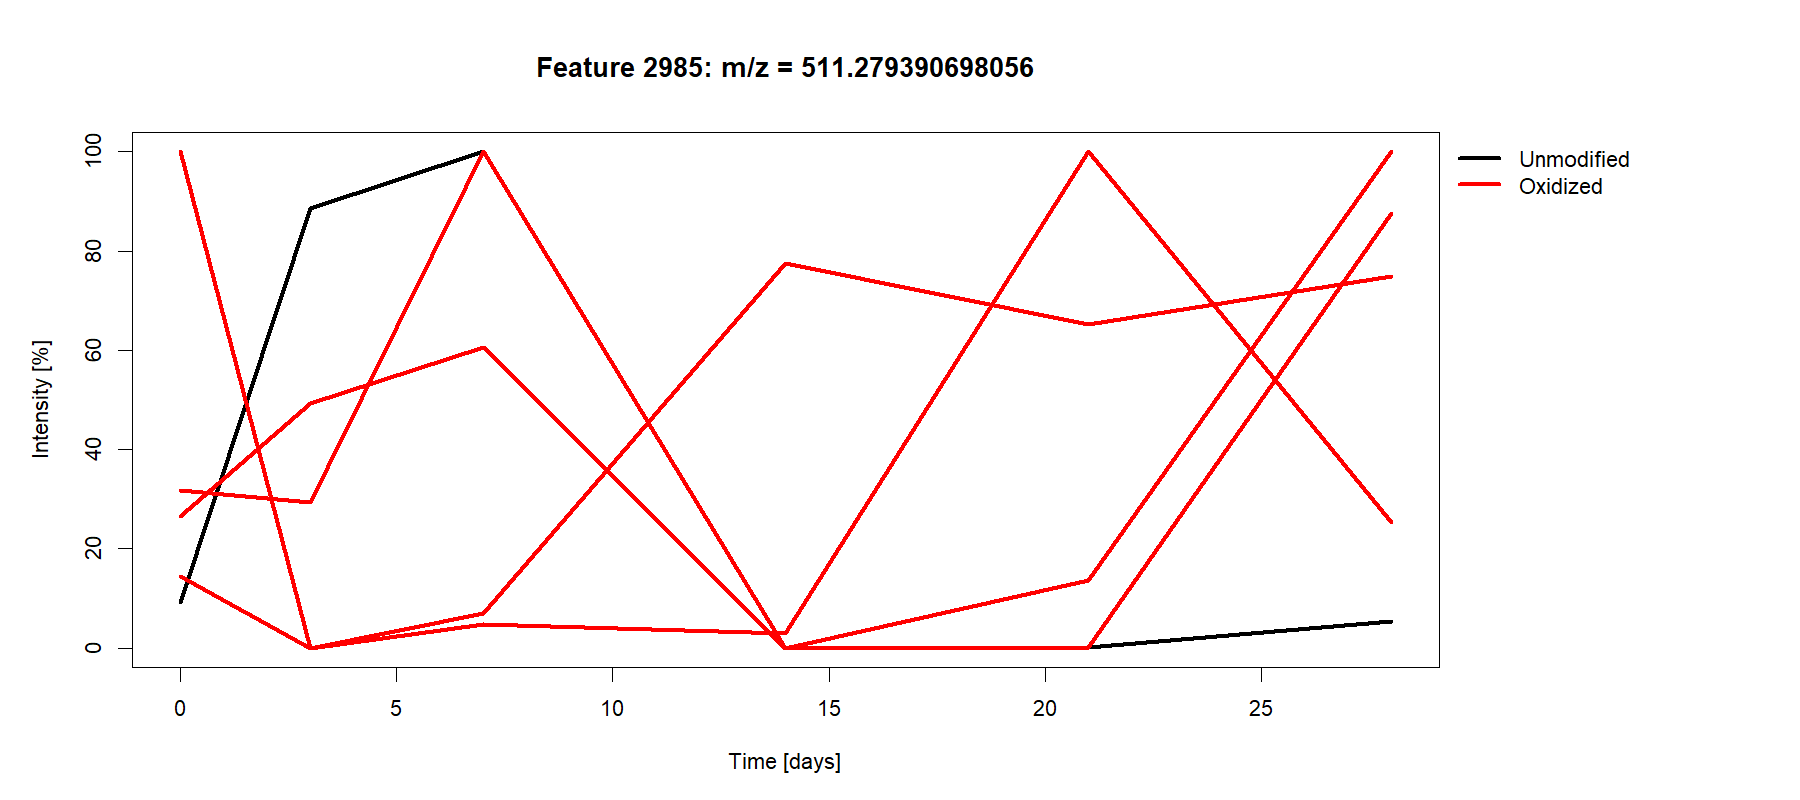 Feature 2985: m/z = 511.279390698056
Unmodified
Oxidized
100
80
60
40
20
0
Intensity [%]
0 5 10 15 20 25
Time [days]